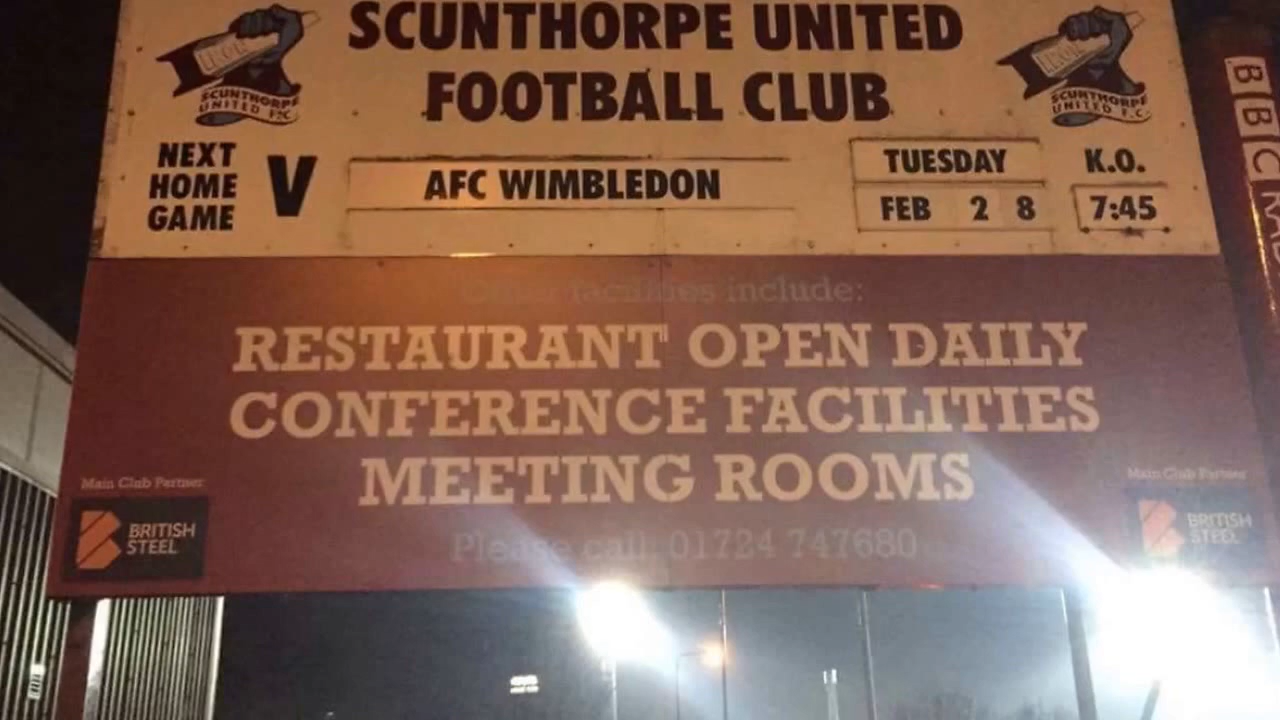 SCUNTHORPE UNITED
FOOTBALL CLUB
IRON
SCUNTHORPE
UNITED F.C.
IRON
SCUNTHORPE
UNITED F.C.
NEXT
HOME
GAME
V
AFC WIMBLEDON
TUESDAY
FEB 2 8
K.O.
7:45
BBC
facilities include:
RESTAURANT OPEN DAILY
CONFERENCE FACILITIES
MEETING ROOMS
Please call: 01724 747680
Main Club Partner
BRITISH
STEEL
Main Club Partner
BRITISH
STEEL